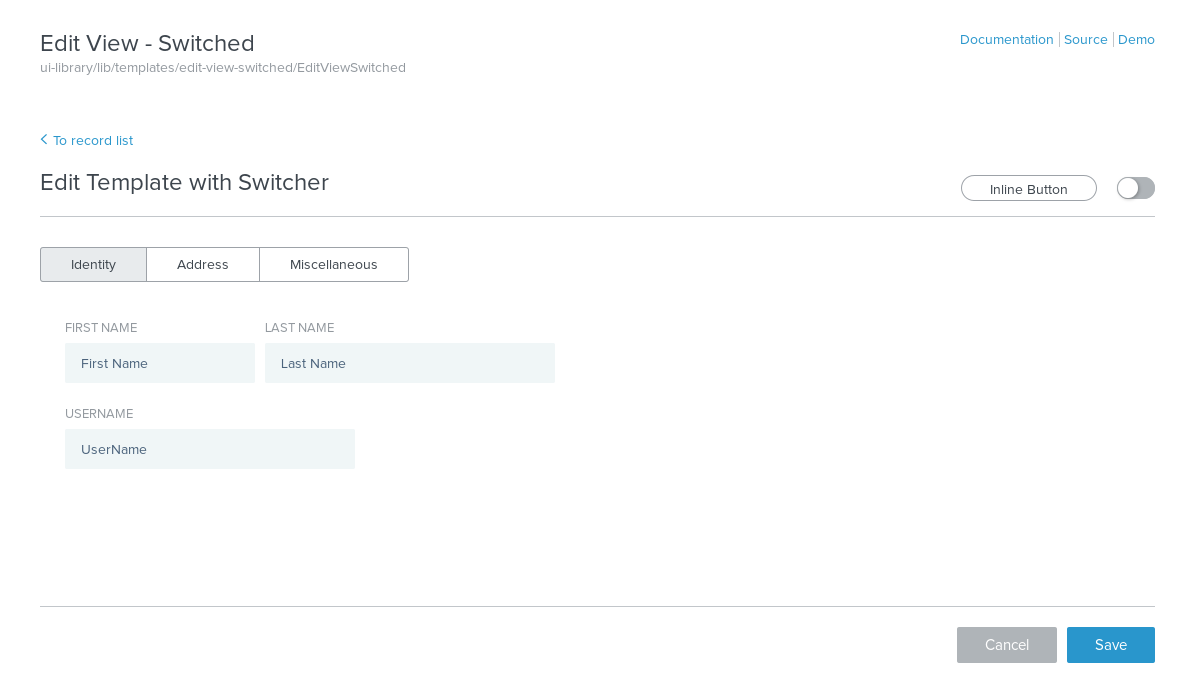 Edit View - Switched
Documentation Source Demo
ui-library/lib/templates/edit-view-switched/EditViewSwitched
To record list
Edit Template with Switcher
Inline Button
Identity Address Miscellaneous
FIRST NAME LAST NAME
First Name Last Name
USERNAME
UserName
Cancel Save